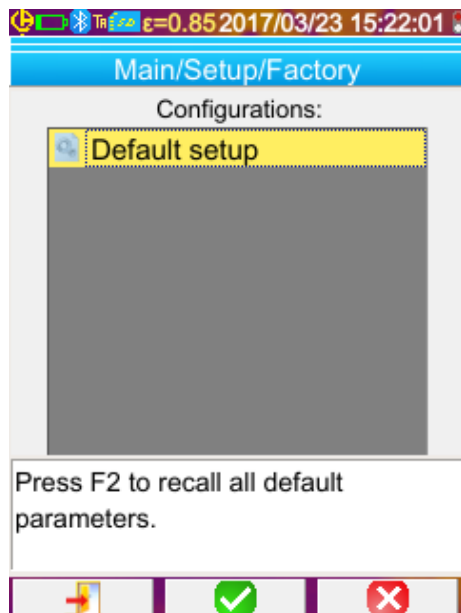 ε=0.85 2017/03/23 15:22:01
Main/Setup/Factory
Configurations:
Default setup
Press F2 to recall all default
parameters.